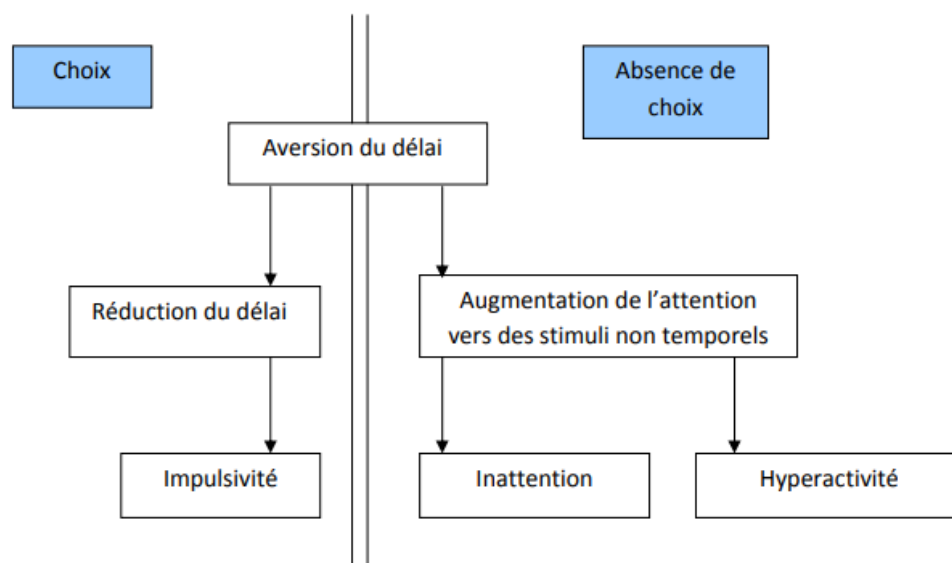 Choix
Absence de
choix
Aversion du délai
Réduction du délai
Augmentation de l’attention
vers des stimuli non temporels
Impulsivité
Inattention
Hyperactivité